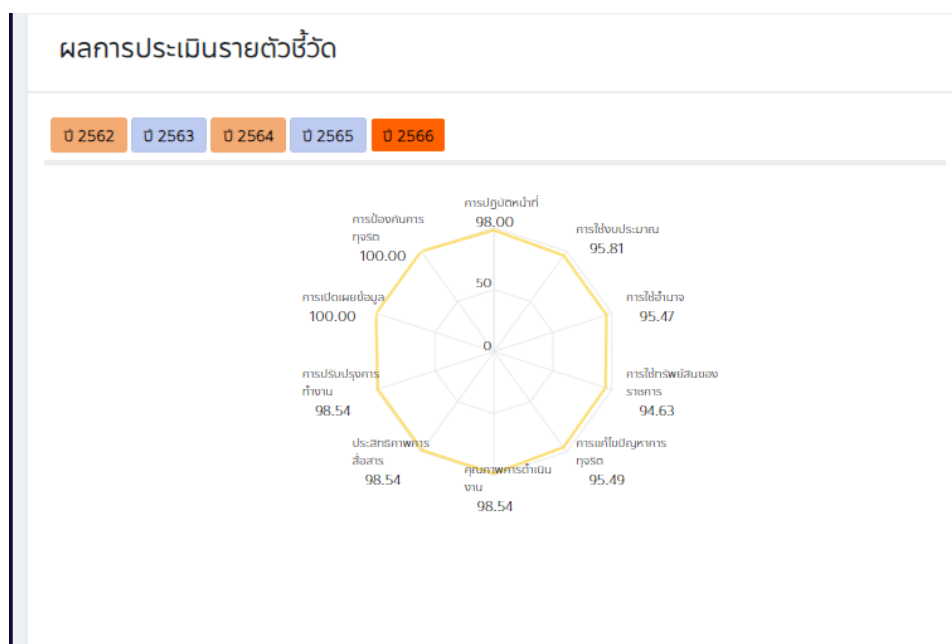 ผลการประเมินรายตัวชี้วัด
ปี 2562
ปี 2563
ปี 2564
ปี 2565
ปี 2566
การปฏิบัติหน้าที่
98.00
การใช้งบประมาณ
95.81
การใช้อำนาจ
95.47
การใช้ทรัพย์สินของ
ราชการ
94.63
การแก้ไขปัญหาการ
ทุจริต
95.49
คุณภาพการดำเนิน
งาน
98.54
ประสิทธิภาพการ
สื่อสาร
98.54
การปรับปรุงการ
ทำงาน
98.54
การเปิดเผยข้อมูล
100.00
การป้องกันการ
ทุจริต
100.00
50
0